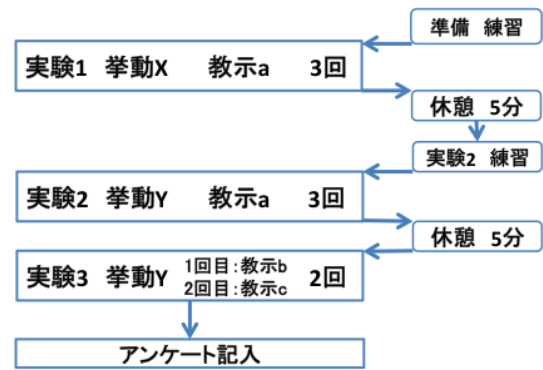 準備 練習
実験1 挙動X 教示a 3回
休憩 5分
実験2 練習
実験2 挙動Y 教示a 3回
休憩 5分
実験3 挙動Y 1回目:教示b 2回目:教示c 2回
アンケート記入